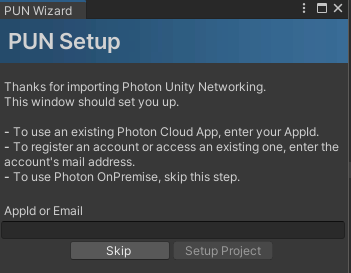 PUN Wizard
PUN Setup
Thanks for importing Photon Unity Networking.
This window should set you up.
- To use an existing Photon Cloud App, enter your AppId.
- To register an account or access an existing one, enter the
account's mail address.
- To use Photon OnPremise, skip this step.
AppId or Email
Skip
Setup Project